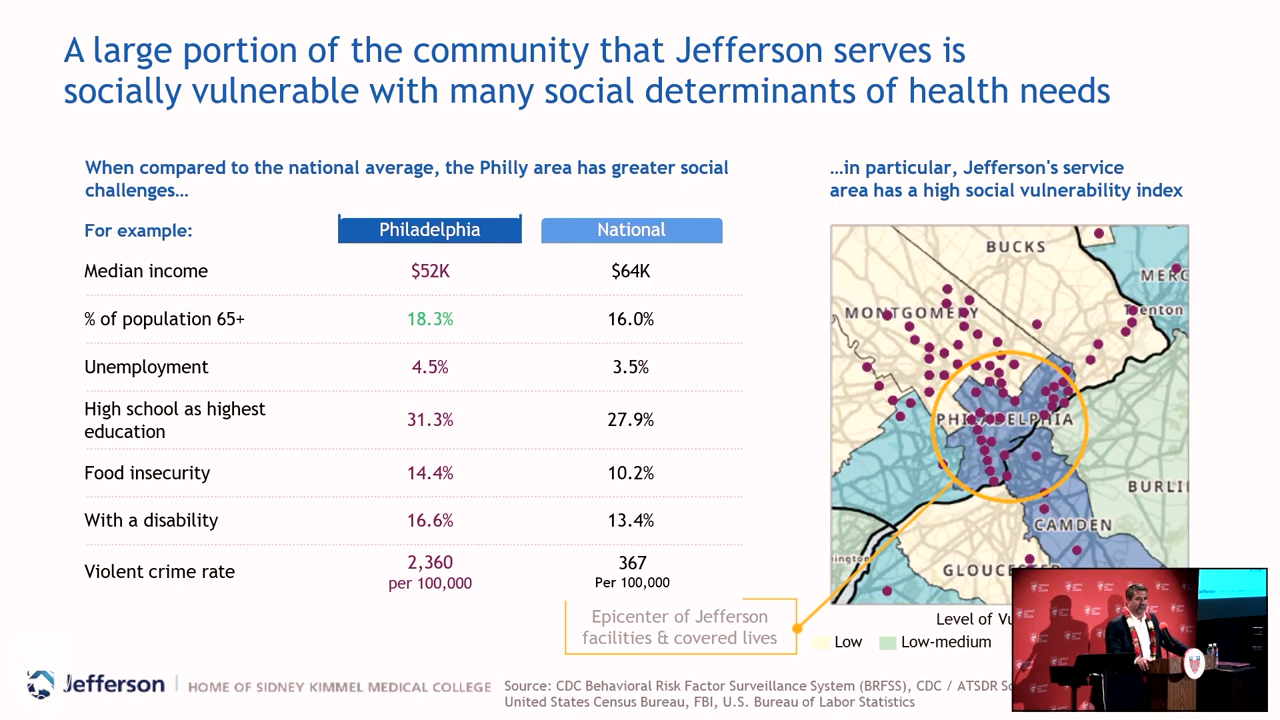 A large portion of the community that Jefferson serves is
socially vulnerable with many social determinants of health needs
When compared to the national average, the Philly area has greater social
challenges…
For example:
Philadelphia
National
Median income
$52K
$64K
% of population 65+
18.3%
16.0%
Unemployment
4.5%
3.5%
High school as highest
education
31.3%
27.9%
Food insecurity
14.4%
10.2%
With a disability
16.6%
13.4%
Violent crime rate
2,360
per 100,000
367
Per 100,000
…in particular, Jefferson's service
area has a high social vulnerability index
BUCKS
MERC
MONTGOMERY
Trenton
PHILADELPHIA
BURLI
CAMDEN
ington
GLOUCESTER
Epicenter of Jefferson
facilities & covered lives
Level of Vu
Low
Low-medium
Jefferson
HOME OF SIDNEY KIMMEL MEDICAL COLLEGE
Source: CDC Behavioral Risk Factor Surveillance System (BRFSS), CDC / ATSDR So
United States Census Bureau, FBI, U.S. Bureau of Labor Statistics